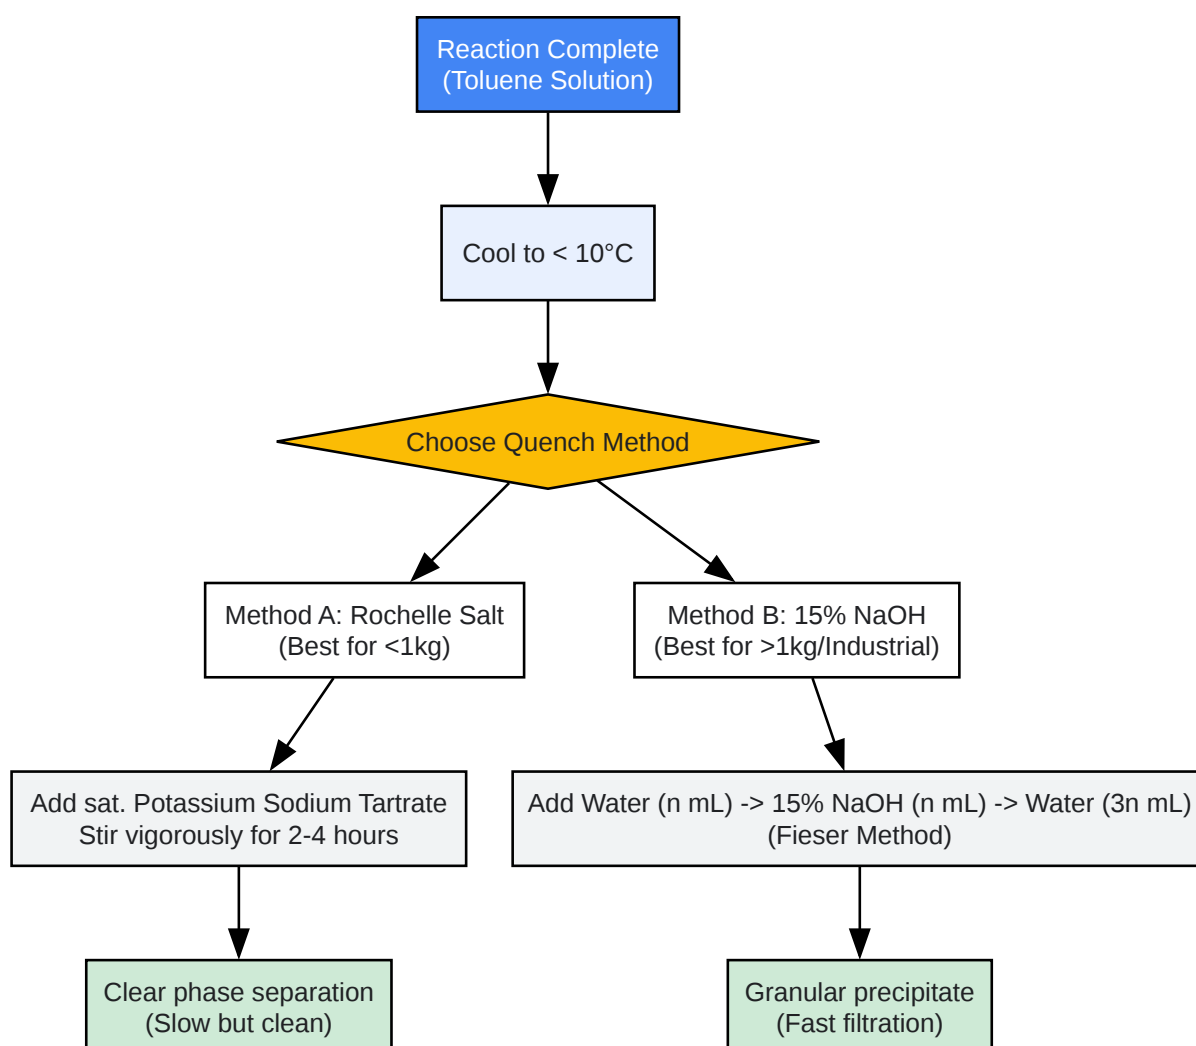 Reaction Complete
(Toluene Solution)
Cool to < 10°C
Choose Quench Method
Method A: Rochelle Salt
(Best for <1kg)
Method B: 15% NaOH
(Best for >1kg/Industrial)
Add sat. Potassium Sodium Tartrate
Stir vigorously for 2-4 hours
Add Water (n mL) -> 15% NaOH (n mL) -> Water (3n mL)
(Fieser Method)
Clear phase separation
(Slow but clean)
Granular precipitate
(Fast filtration)